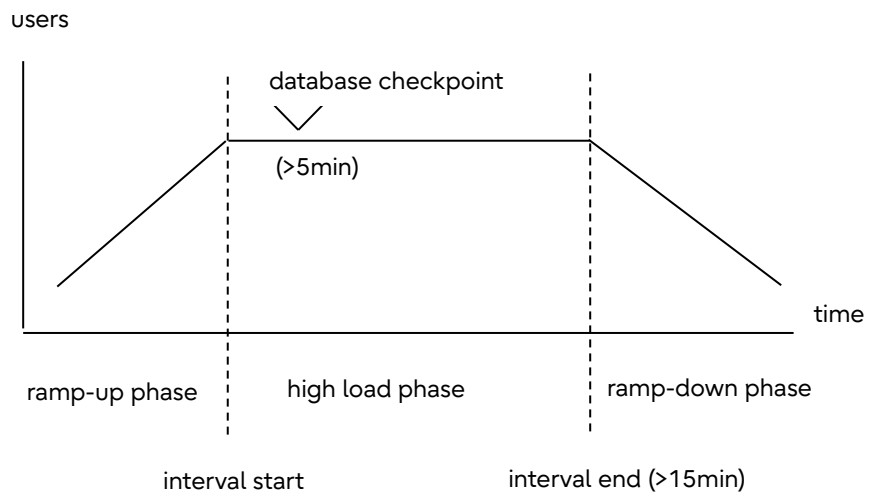 users
database checkpoint
(>5min)
time
ramp-up phase
high load phase
ramp-down phase
interval start
interval end (>15min)